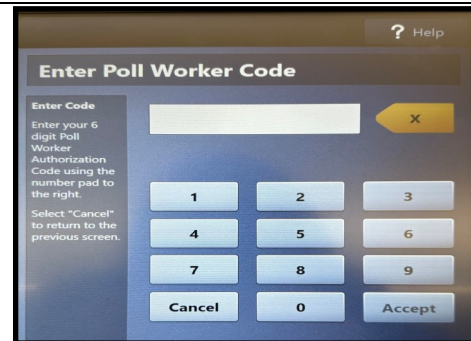 ? Help
Enter Poll Worker Code
Enter Code
Enter your 6
digit Poll
Worker
Authorization
Code using the
number pad to
the right.
Select "Cancel"
to return to the
previous screen.
X
1 2 3
4 5 6
7 8 9
Cancel 0 Accept